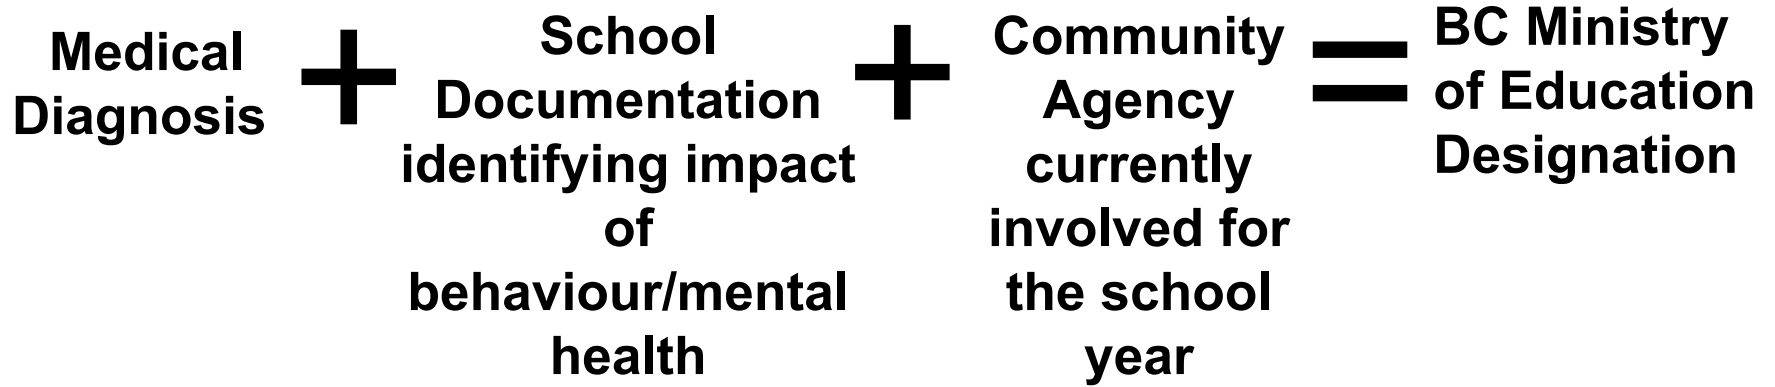 Medical
Diagnosis
+
School
Documentation
identifying impact
of
behaviour/mental
health
+
Community
Agency
currently
involved for
the school
year
=
BC Ministry
of Education
Designation